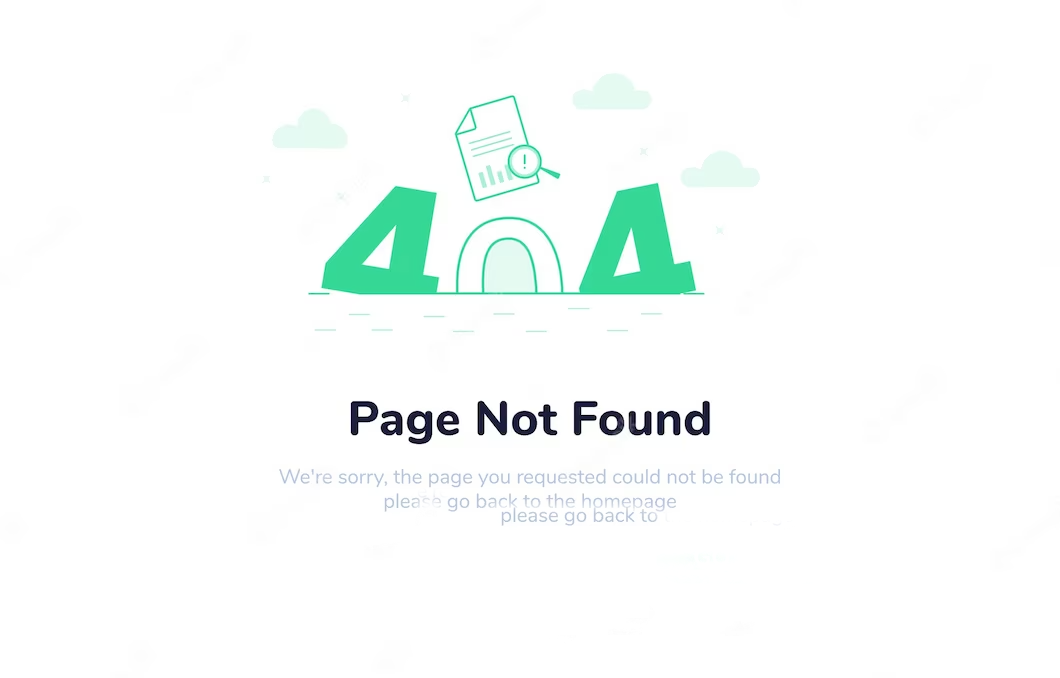 404
Page Not Found
We're sorry, the page you requested could not be found
please go back to the homepage
please go back to